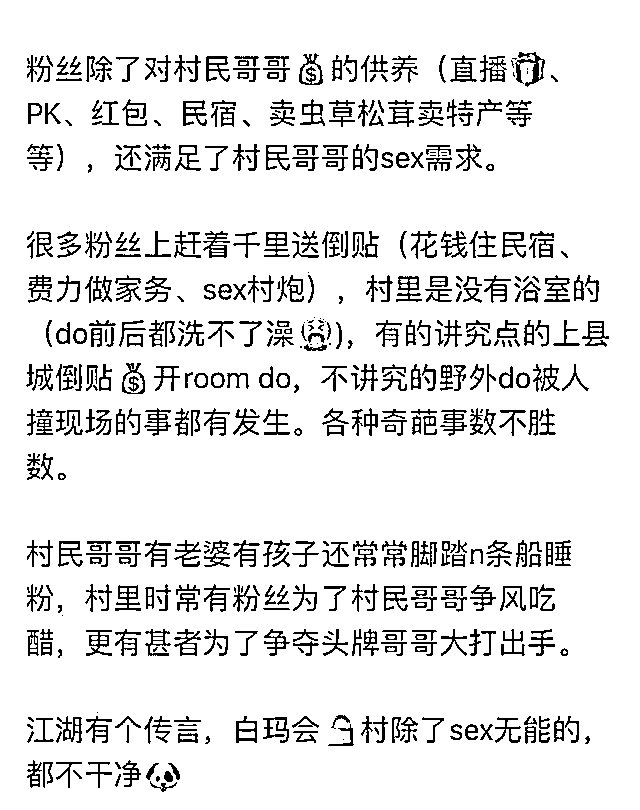 粉丝除了对村民哥哥💰的供养（直播🎁、
PK、红包、民宿、卖虫草松茸卖特产等
等），还满足了村民哥哥的sex需求。
很多粉丝上赶着千里送倒贴（花钱住民宿、
费力做家务、sex村炮），村里是没有浴室的
（do前后都洗不了澡😫)，有的讲究点的上县
城倒贴💰开room do，不讲究的野外do被人
撞现场的事都有发生。各种奇葩事数不胜
数。
村民哥哥有老婆有孩子还常常脚踏n条船睡
粉，村里时常有粉丝为了村民哥哥争风吃
醋，更有甚者为了争夺头牌哥哥大打出手。
江湖有个传言，白玛会村除了sex无能的，
都不干净🐶